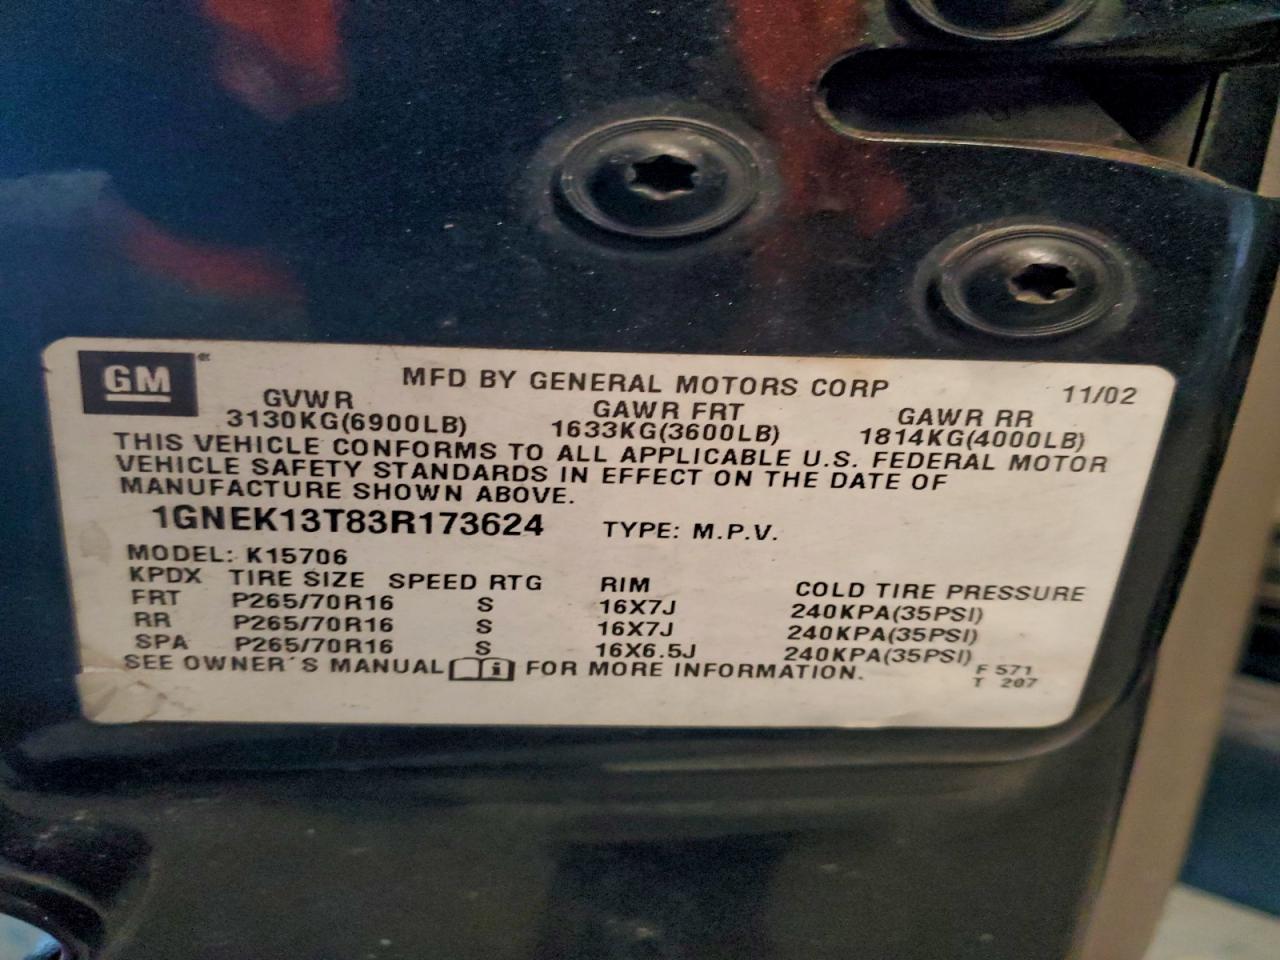 GM
MFD BY GENERAL MOTORS CORP 11/02
GVWR GAWR FRT GAWR RR
3130KG(6900LB) 1633KG(3600LB) 1814KG(4000LB)
THIS VEHICLE CONFORMS TO ALL APPLICABLE U.S. FEDERAL MOTOR
VEHICLE SAFETY STANDARDS IN EFFECT ON THE DATE OF
MANUFACTURE SHOWN ABOVE.
1GNEK13T83R173624 TYPE: M.P.V.
MODEL: K15706
KPDX TIRE SIZE SPEED RTG RIM COLD TIRE PRESSURE
FRT P265/70R16 S 16X7J 240KPA(35PSI)
RR P265/70R16 S 16X7J 240KPA(35PSI)
SPA P265/70R16 S 16X6.5J 240KPA(35PSI)
SEE OWNER´S MANUAL FOR MORE INFORMATION. F 571
T 207